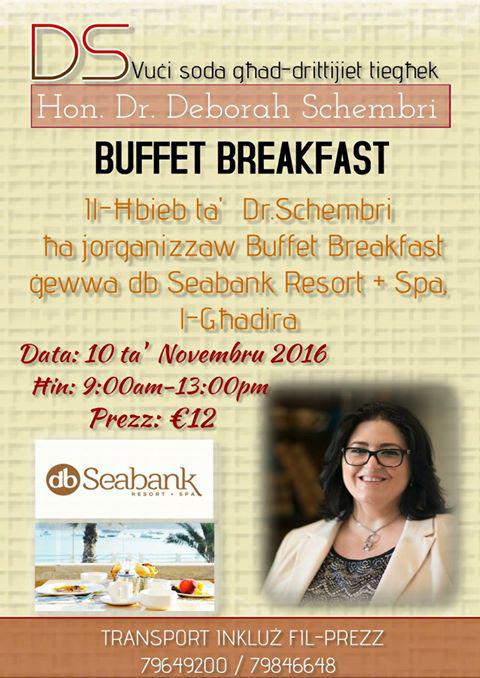 DS Vuċi soda għad-drittijiet tiegħek
Hon. Dr. Deborah Schembri
BUFFET BREAKFAST
Il-Ħbieb ta' Dr.Schembri
ħa jorganizzaw Buffet Breakfast
ġewwa db Seabank Resort + Spa,
l-Għadira
Data: 10 ta' Novembru 2016
Ħin: 9:00am-13:00pm
Prezz: €12
db Seabank
RESORT + SPA
TRANSPORT INKLUŻ FIL-PREZZ
79649200 / 79846648